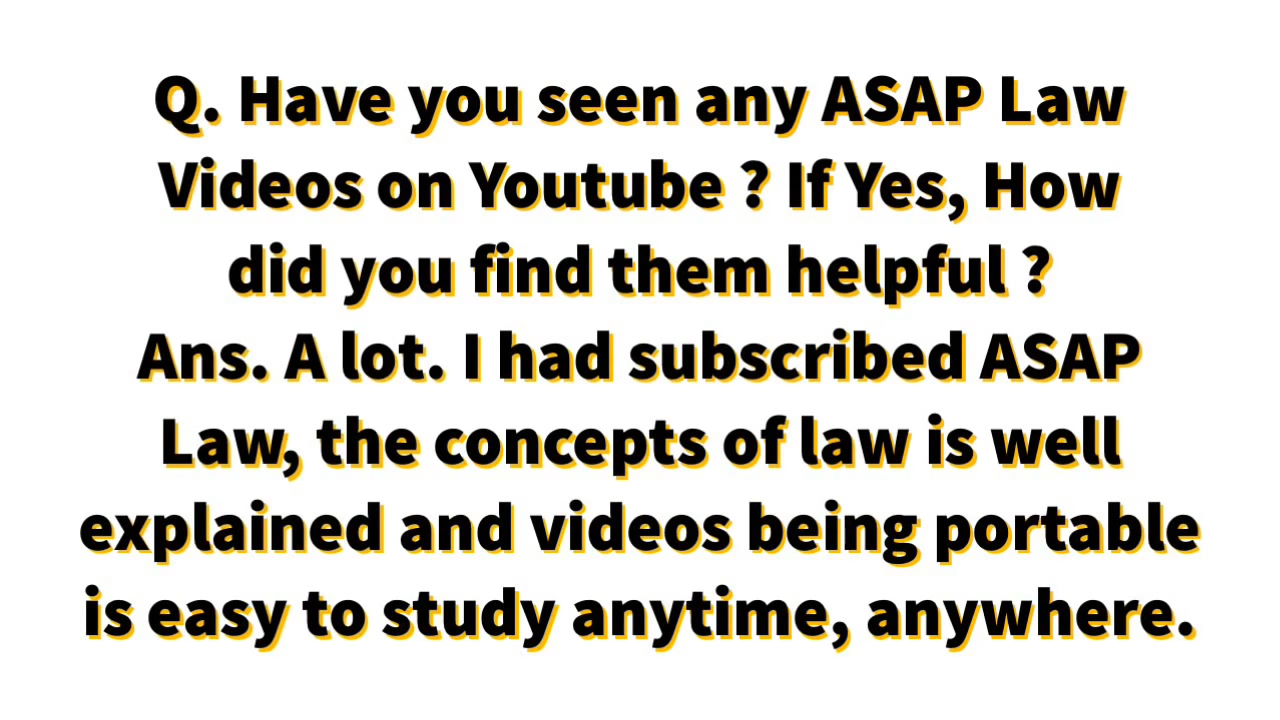 Q. Have you seen any ASAP Law
Videos on Youtube ? If Yes, How
did you find them helpful ?
Ans. A lot. I had subscribed ASAP
Law, the concepts of law is well
explained and videos being portable
is easy to study anytime, anywhere.